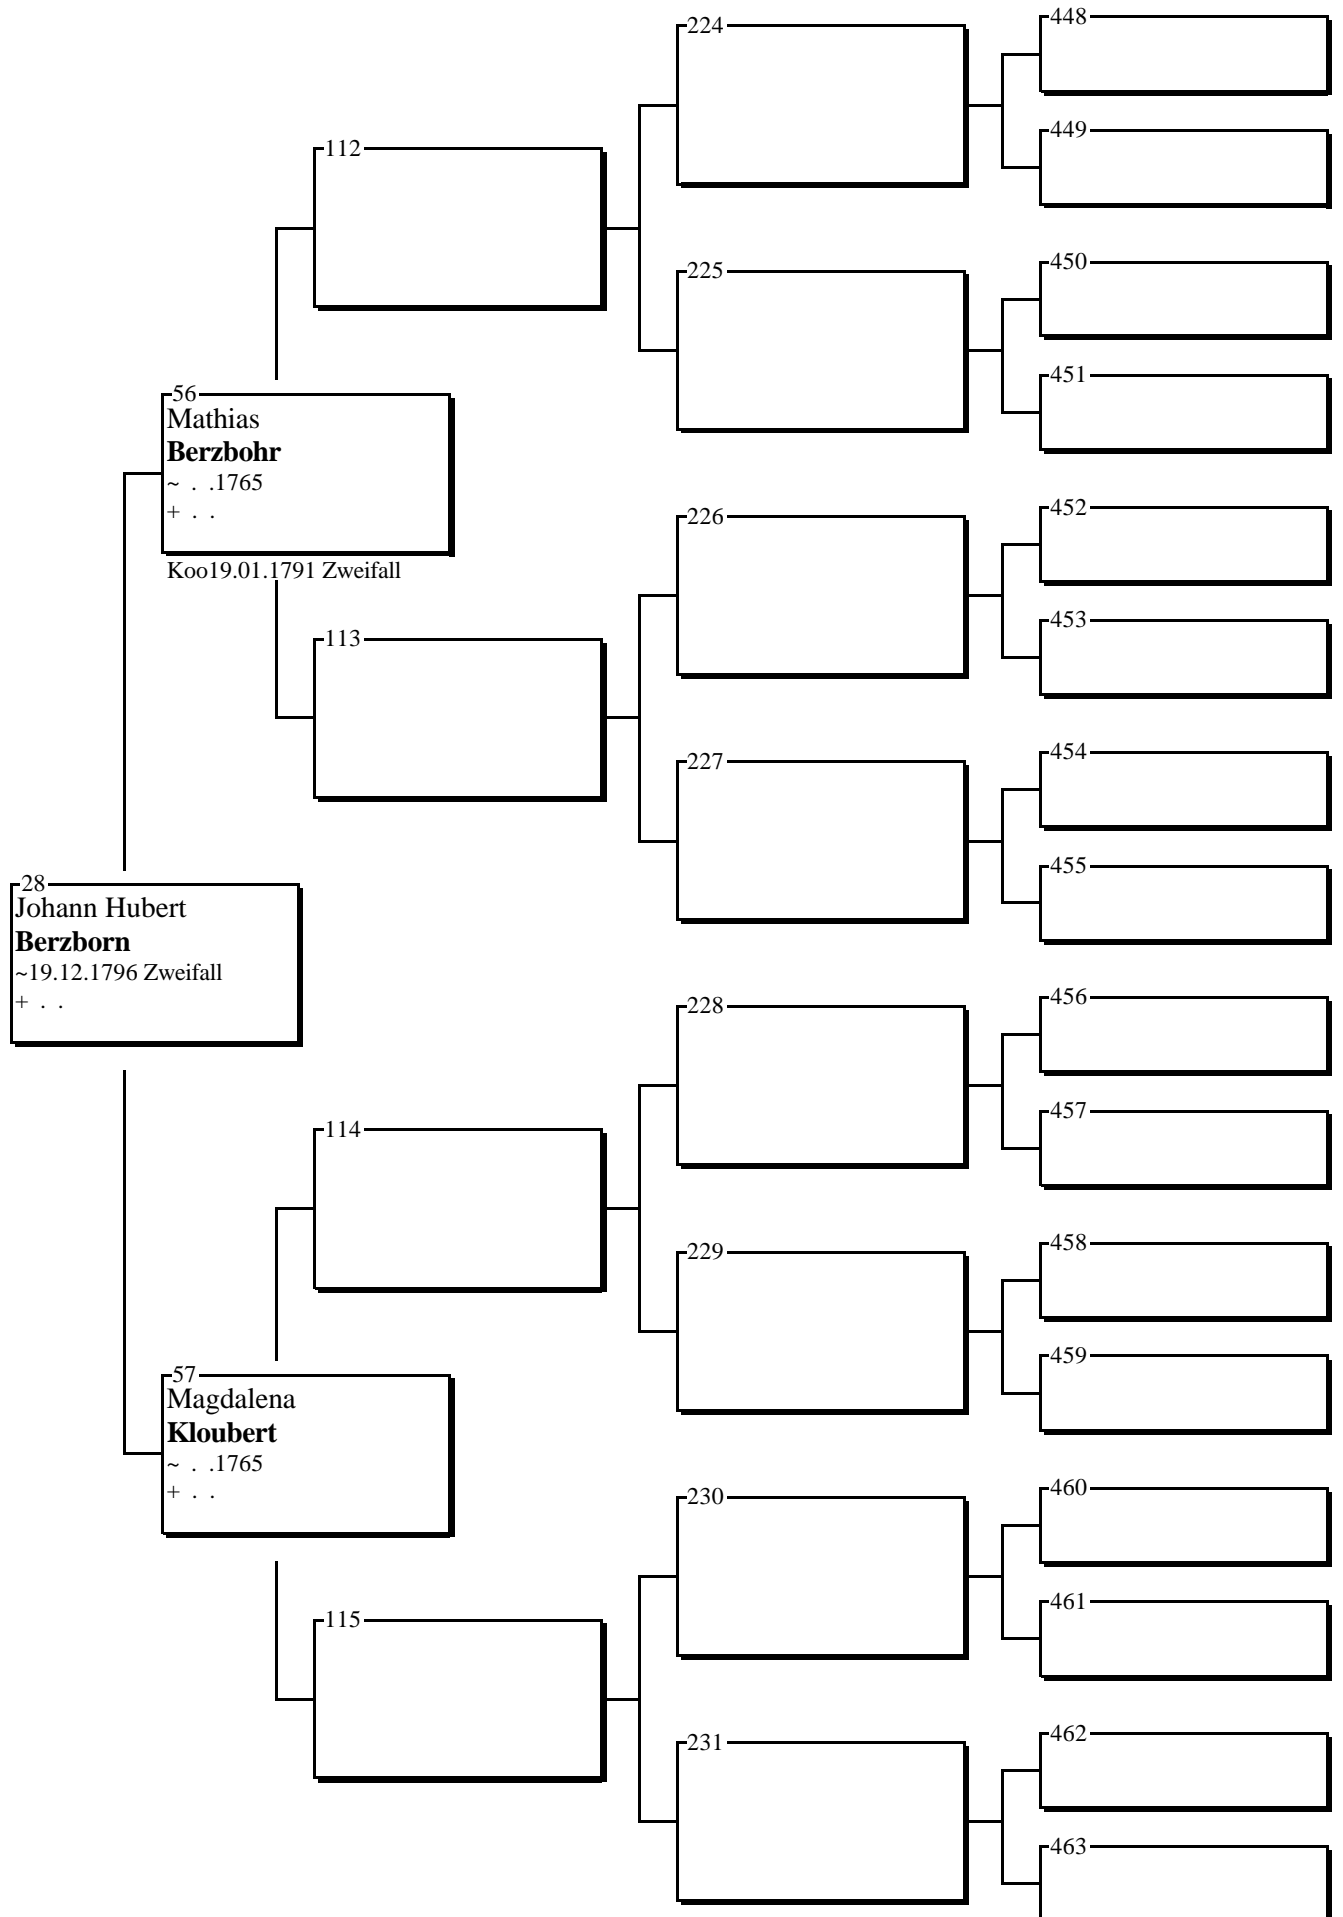 448
224
449
112
450
225
451
56
Mathias
Berzbohr
~ . .1765
+ . .
Koo19.01.1791 Zweifall
452
226
453
113
454
227
455
28
Johann Hubert
Berzborn
~19.12.1796 Zweifall
+ . .
456
228
457
114
458
229
459
57
Magdalena
Kloubert
~ . .1765
+ . .
460
230
461
115
462
231
463